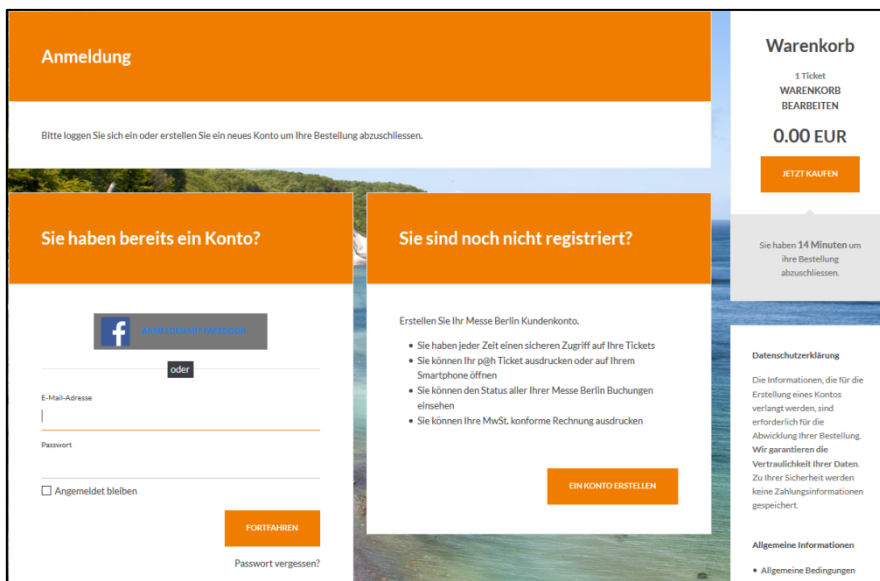 Anmeldung
Bitte loggen Sie sich ein oder erstellen Sie ein neues Konto um Ihre Bestellung abzuschliessen.
Sie haben bereits ein Konto?
ANMELDEN MIT FACEBOOK
oder
E-Mail-Adresse
Passwort
Angemeldet bleiben
FORTFAHREN
Passwort vergessen?
Sie sind noch nicht registriert?
Erstellen Sie Ihr Messe Berlin Kundenkonto.
• Sie haben jeder Zeit einen sicheren Zugriff auf Ihre Tickets
• Sie können Ihr p@h Ticket ausdrucken oder auf Ihrem
Smartphone öffnen
• Sie können den Status aller Ihrer Messe Berlin Buchungen
einsehen
• Sie können Ihre MwSt. konforme Rechnung ausdrucken
EIN KONTO ERSTELLEN
Warenkorb
1 Ticket
WARENKORB
BEARBEITEN
0.00 EUR
JETZT KAUFEN
Sie haben 14 Minuten um
ihre Bestellung
abzuschliessen.
Datenschutzerklärung
Die Informationen, die für die
Erstellung eines Kontos
verlangt werden, sind
erforderlich für die
Abwicklung Ihrer Bestellung.
Wir garantieren die
Vertraulichkeit Ihrer Daten.
Zu Ihrer Sicherheit werden
keine Zahlungsinformationen
gespeichert.
Allgemeine Informationen
• Allgemeine Bedingungen